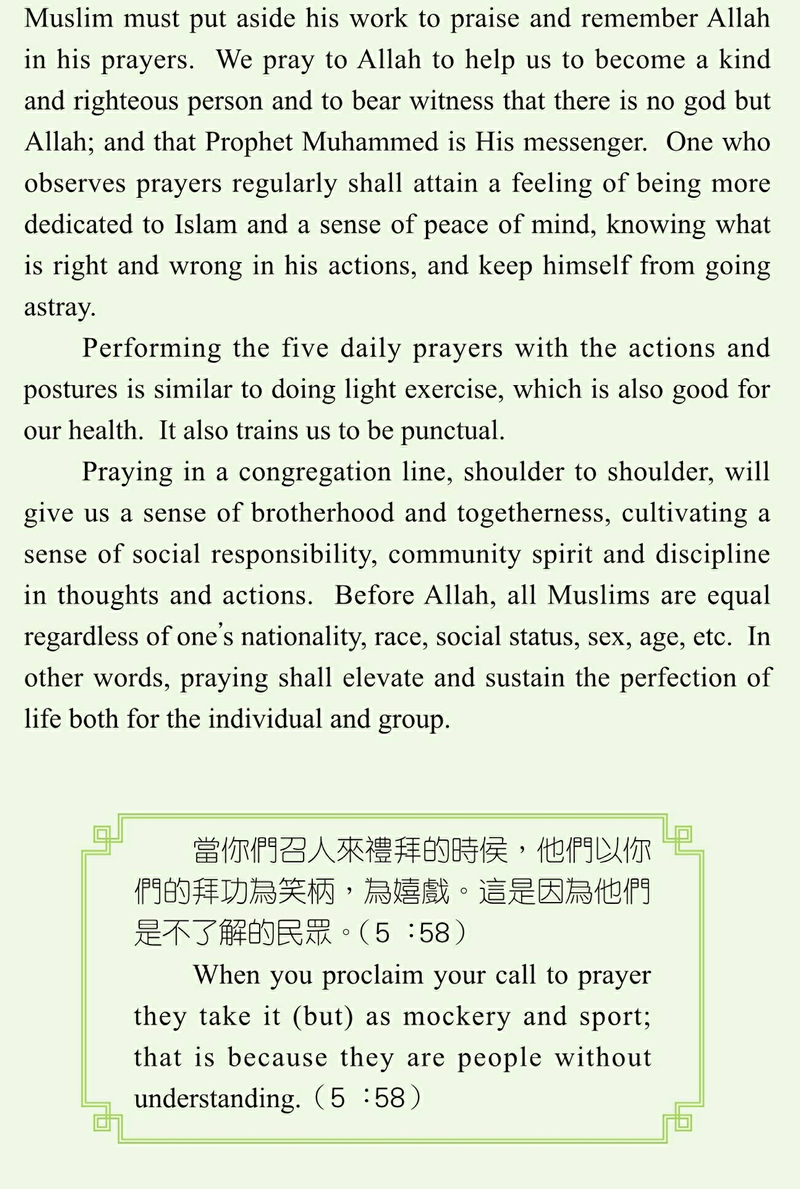 Muslim must put aside his work to praise and remember Allah
in his prayers.  We pray to Allah to help us to become a kind
and righteous person and to bear witness that there is no god but
Allah; and that Prophet Muhammed is His messenger.  One who
observes prayers regularly shall attain a feeling of being more
dedicated to Islam and a sense of peace of mind, knowing what
is right and wrong in his actions, and keep himself from going
astray.
Performing the five daily prayers with the actions and
postures is similar to doing light exercise, which is also good for
our health.  It also trains us to be punctual.
Praying in a congregation line, shoulder to shoulder, will
give us a sense of brotherhood and togetherness, cultivating a
sense of social responsibility, community spirit and discipline
in thoughts and actions.  Before Allah, all Muslims are equal
regardless of one's nationality, race, social status, sex, age, etc.  In
other words, praying shall elevate and sustain the perfection of
life both for the individual and group.
當你們召人來禮拜的時侯，他們以你
們的拜功為笑柄，為嬉戲。這是因為他們
是不了解的民眾。（5：58）
When you proclaim your call to prayer
they take it (but) as mockery and sport;
that is because they are people without
understanding.（5：58）